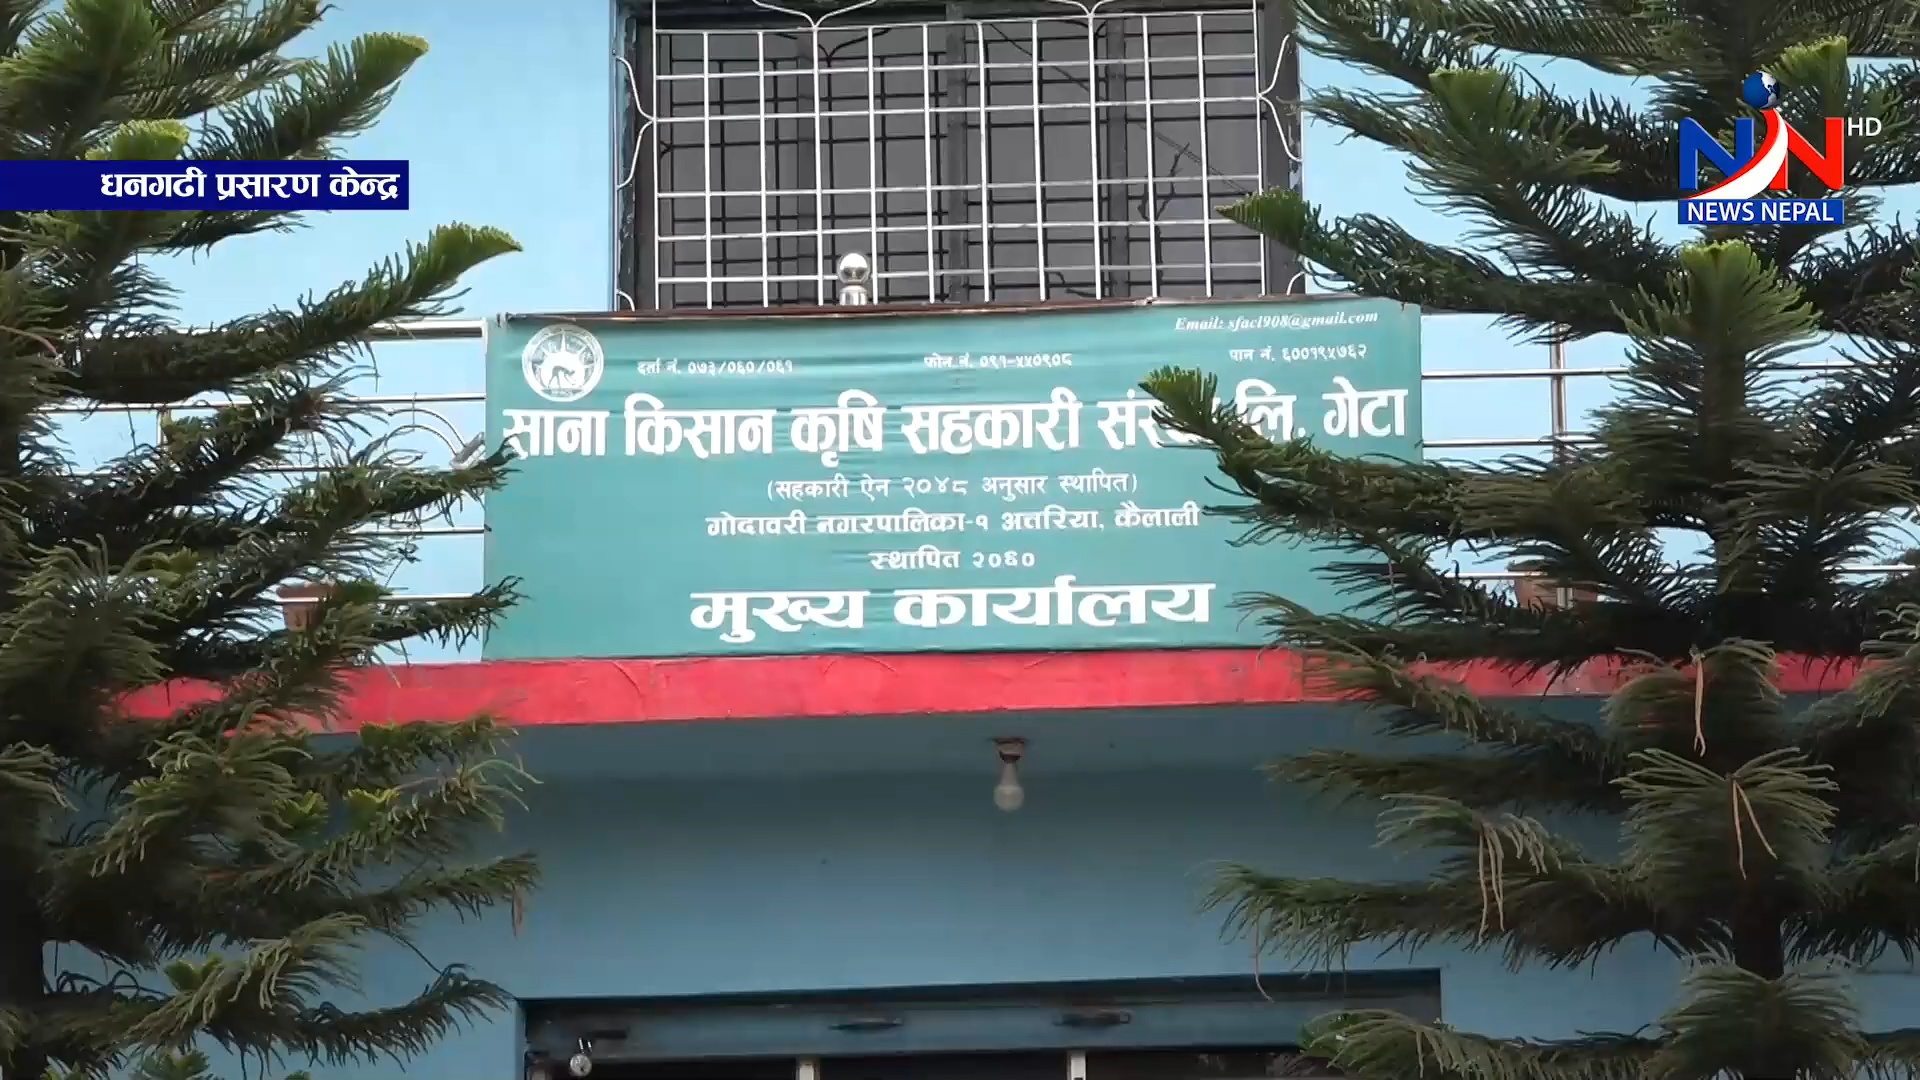 धनगढी प्रसारण केन्द्र
NN HD
NEWS NEPAL
Email: sfacl908@gmail.com
दर्ता नं. ०७३/०६०/०६१ फोन नं. ०९१-५५०९०८ पान नं. ६००१९५७६२
साना किसान कृषि सहकारी लि. गेटा
(सहकारी ऐन २०४८ अनुसार स्थापित)
गोदावरी नगरपालिका-१ अत्तरिया, कैलाली
स्थापित २०६०
मुख्य कार्यालय